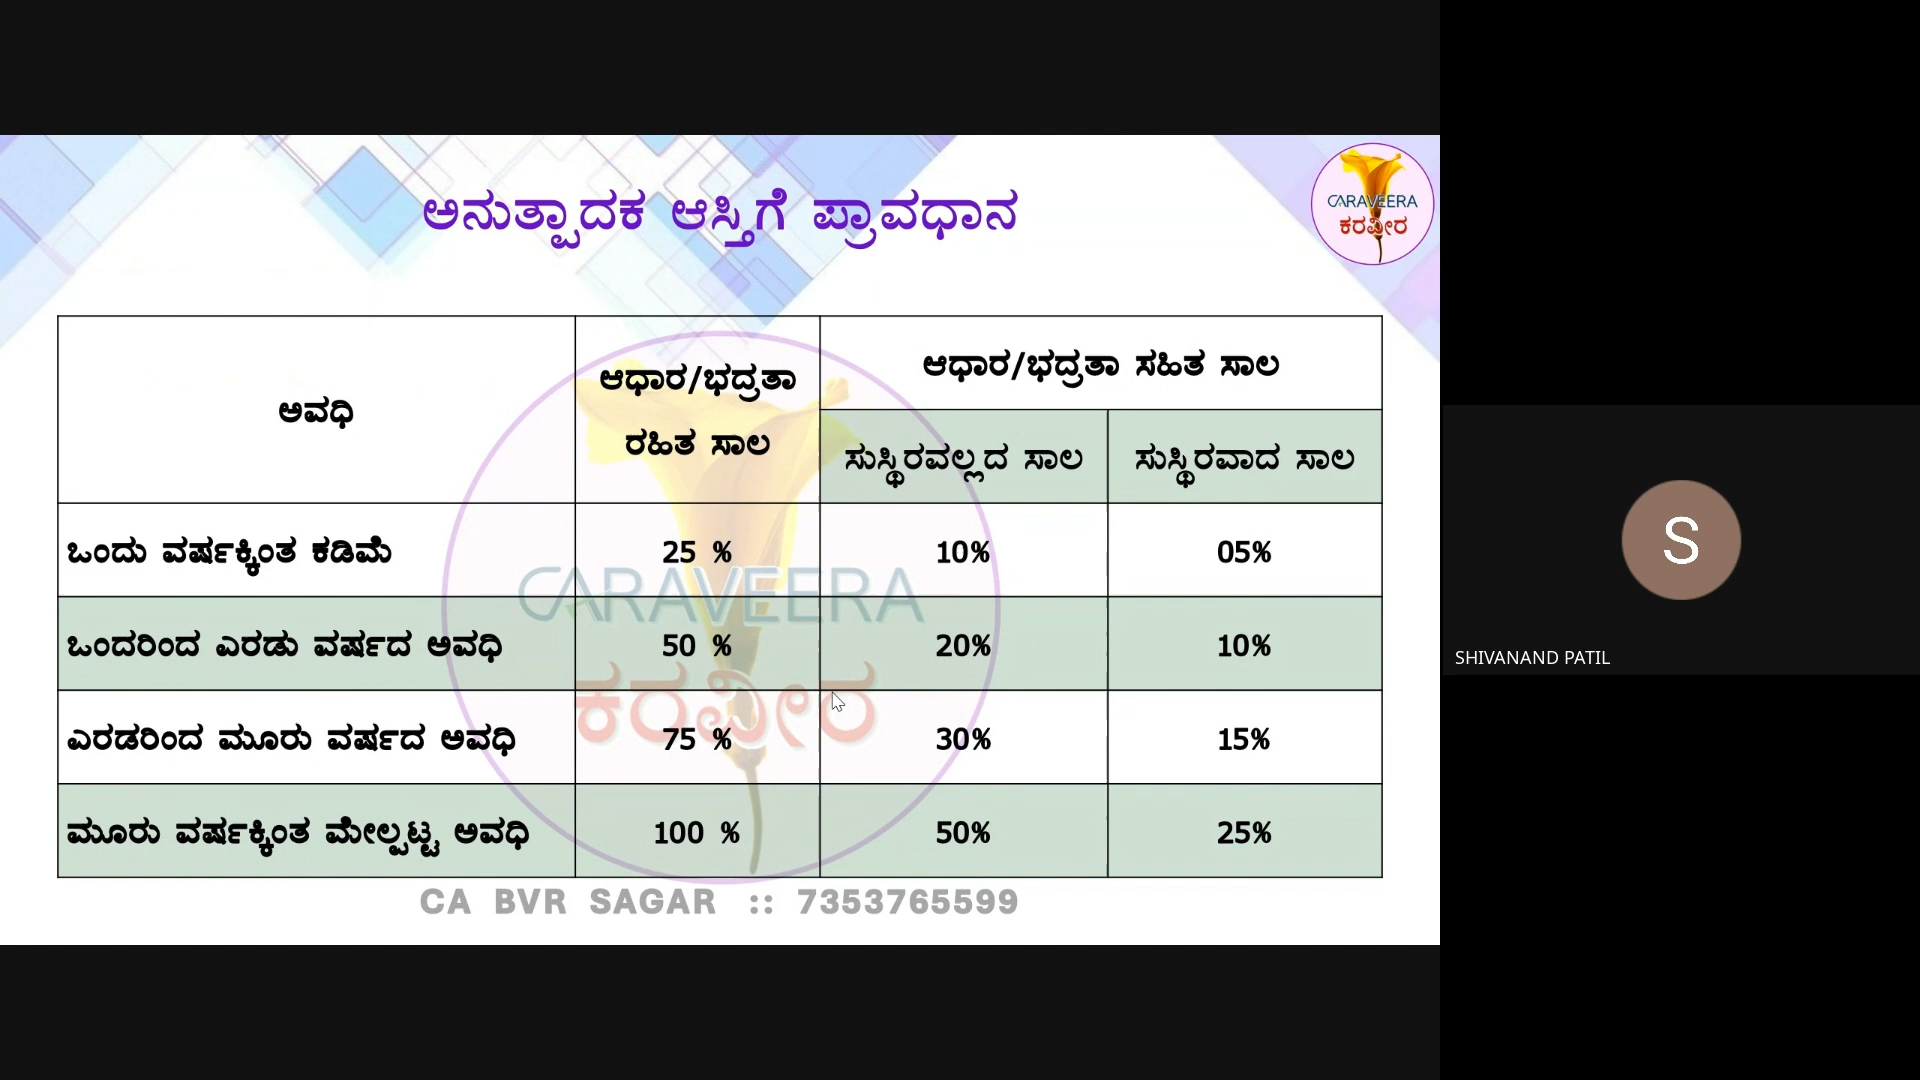 ಅನುತ್ಪಾದಕ ಆಸ್ತಿಗೆ ಪ್ರಾವಧಾನ
CARAVEERA
ಕರವೀರ
ಅವಧಿ
ಆಧಾರ/ಭದ್ರತಾ
ರಹಿತ ಸಾಲ
ಆಧಾರ/ಭದ್ರತಾ ಸಹಿತ ಸಾಲ
ಸುಸ್ಥಿರವಲ್ಲದ ಸಾಲ ಸುಸ್ಥಿರವಾದ ಸಾಲ
ಒಂದು ವರ್ಷಕ್ಕಿಂತ ಕಡಿಮೆ 25 % 10% 05%
ಒಂದರಿಂದ ಎರಡು ವರ್ಷದ ಅವಧಿ 50 % 20% 10%
ಎರಡರಿಂದ ಮೂರು ವರ್ಷದ ಅವಧಿ 75 % 30% 15%
ಮೂರು ವರ್ಷಕ್ಕಿಂತ ಮೇಲ್ಪಟ್ಟ ಅವಧಿ 100 % 50% 25%
CARAVEERA
ಕರವೀರ
CA BVR SAGAR :: 7353765599
S
SHIVANAND PATIL